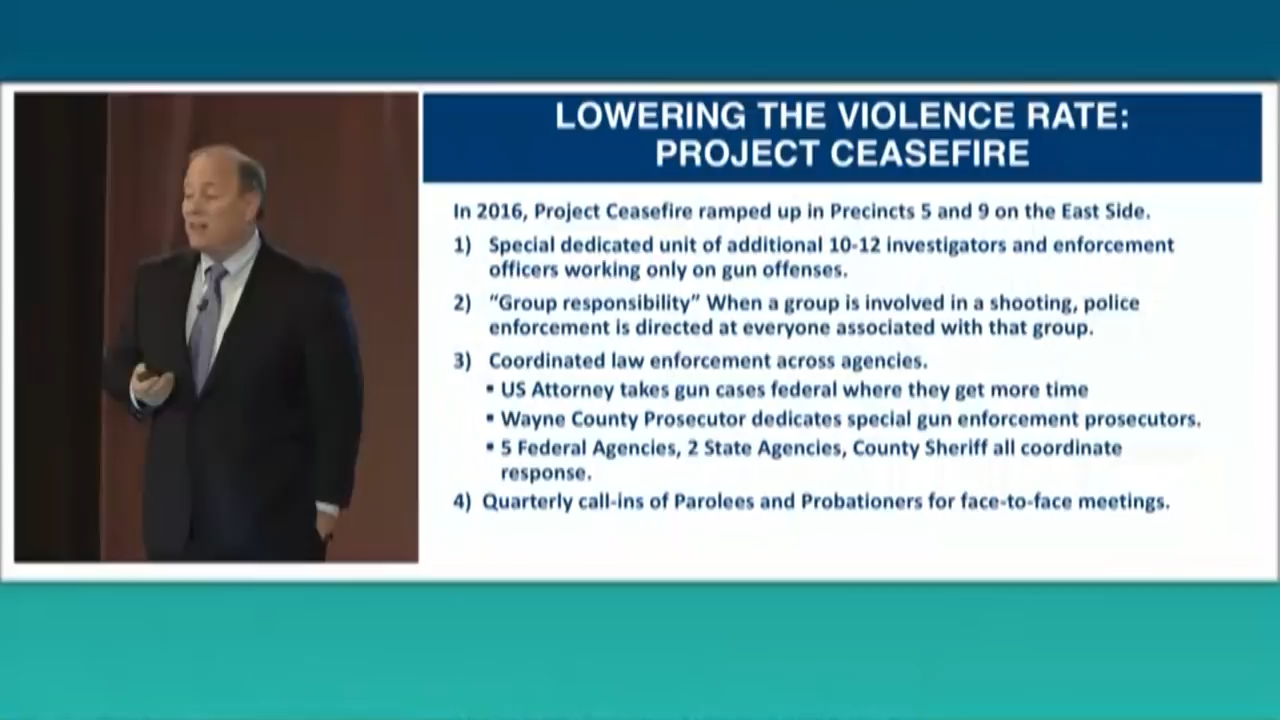 LOWERING THE VIOLENCE RATE:
PROJECT CEASEFIRE
In 2016, Project Ceasefire ramped up in Precincts 5 and 9 on the East Side.
1) Special dedicated unit of additional 10-12 investigators and enforcement
officers working only on gun offenses.
2) “Group responsibility” When a group is involved in a shooting, police
enforcement is directed at everyone associated with that group.
3) Coordinated law enforcement across agencies.
▪ US Attorney takes gun cases federal where they get more time
▪ Wayne County Prosecutor dedicates special gun enforcement prosecutors.
▪ 5 Federal Agencies, 2 State Agencies, County Sheriff all coordinate
response.
4) Quarterly call-ins of Parolees and Probationers for face-to-face meetings.